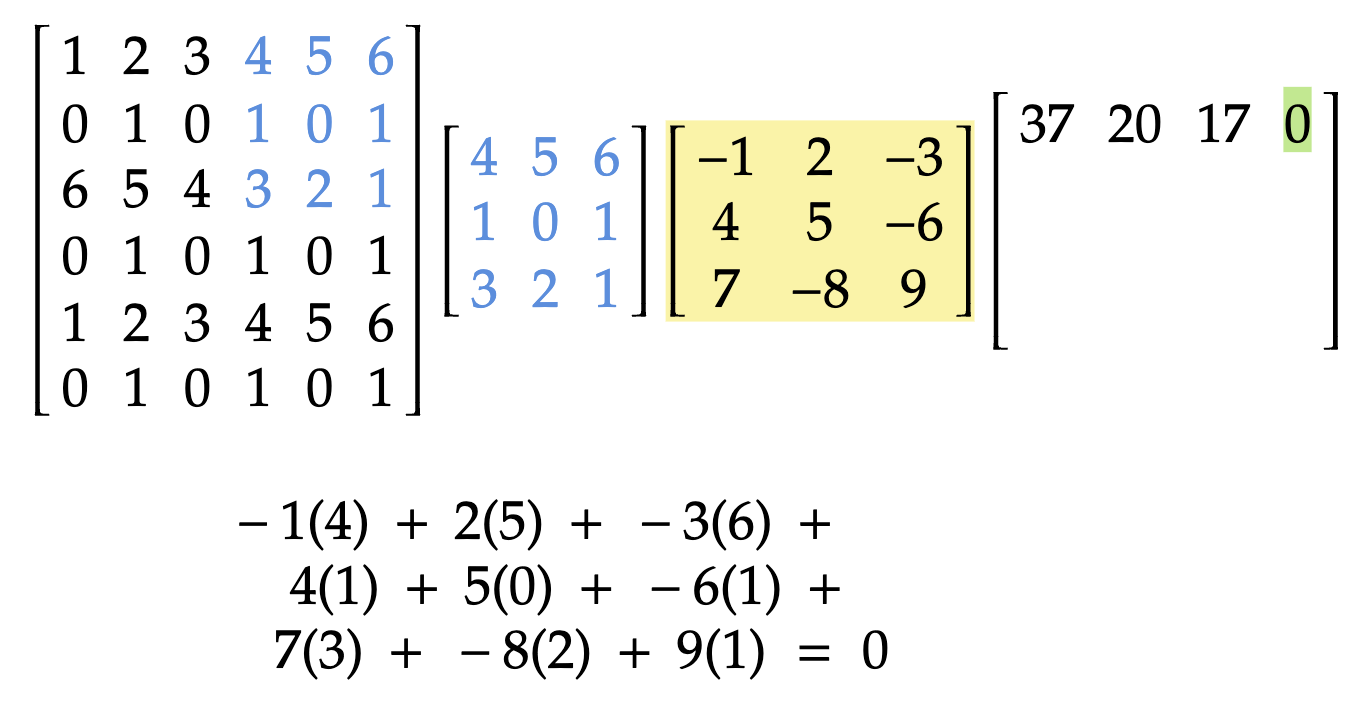 1 2 3 4 5 6
0 1 0 1 0 1
6 5 4 3 2 1
0 1 0 1 0 1
1 2 3 4 5 6
0 1 0 1 0 1
4 5 6
1 0 1
3 2 1
−1 2 −3
4 5 −6
7 −8 9
37 20 17 0
− 1(4) + 2(5) + − 3(6) +
4(1) + 5(0) + − 6(1) +
7(3) + − 8(2) + 9(1) = 0